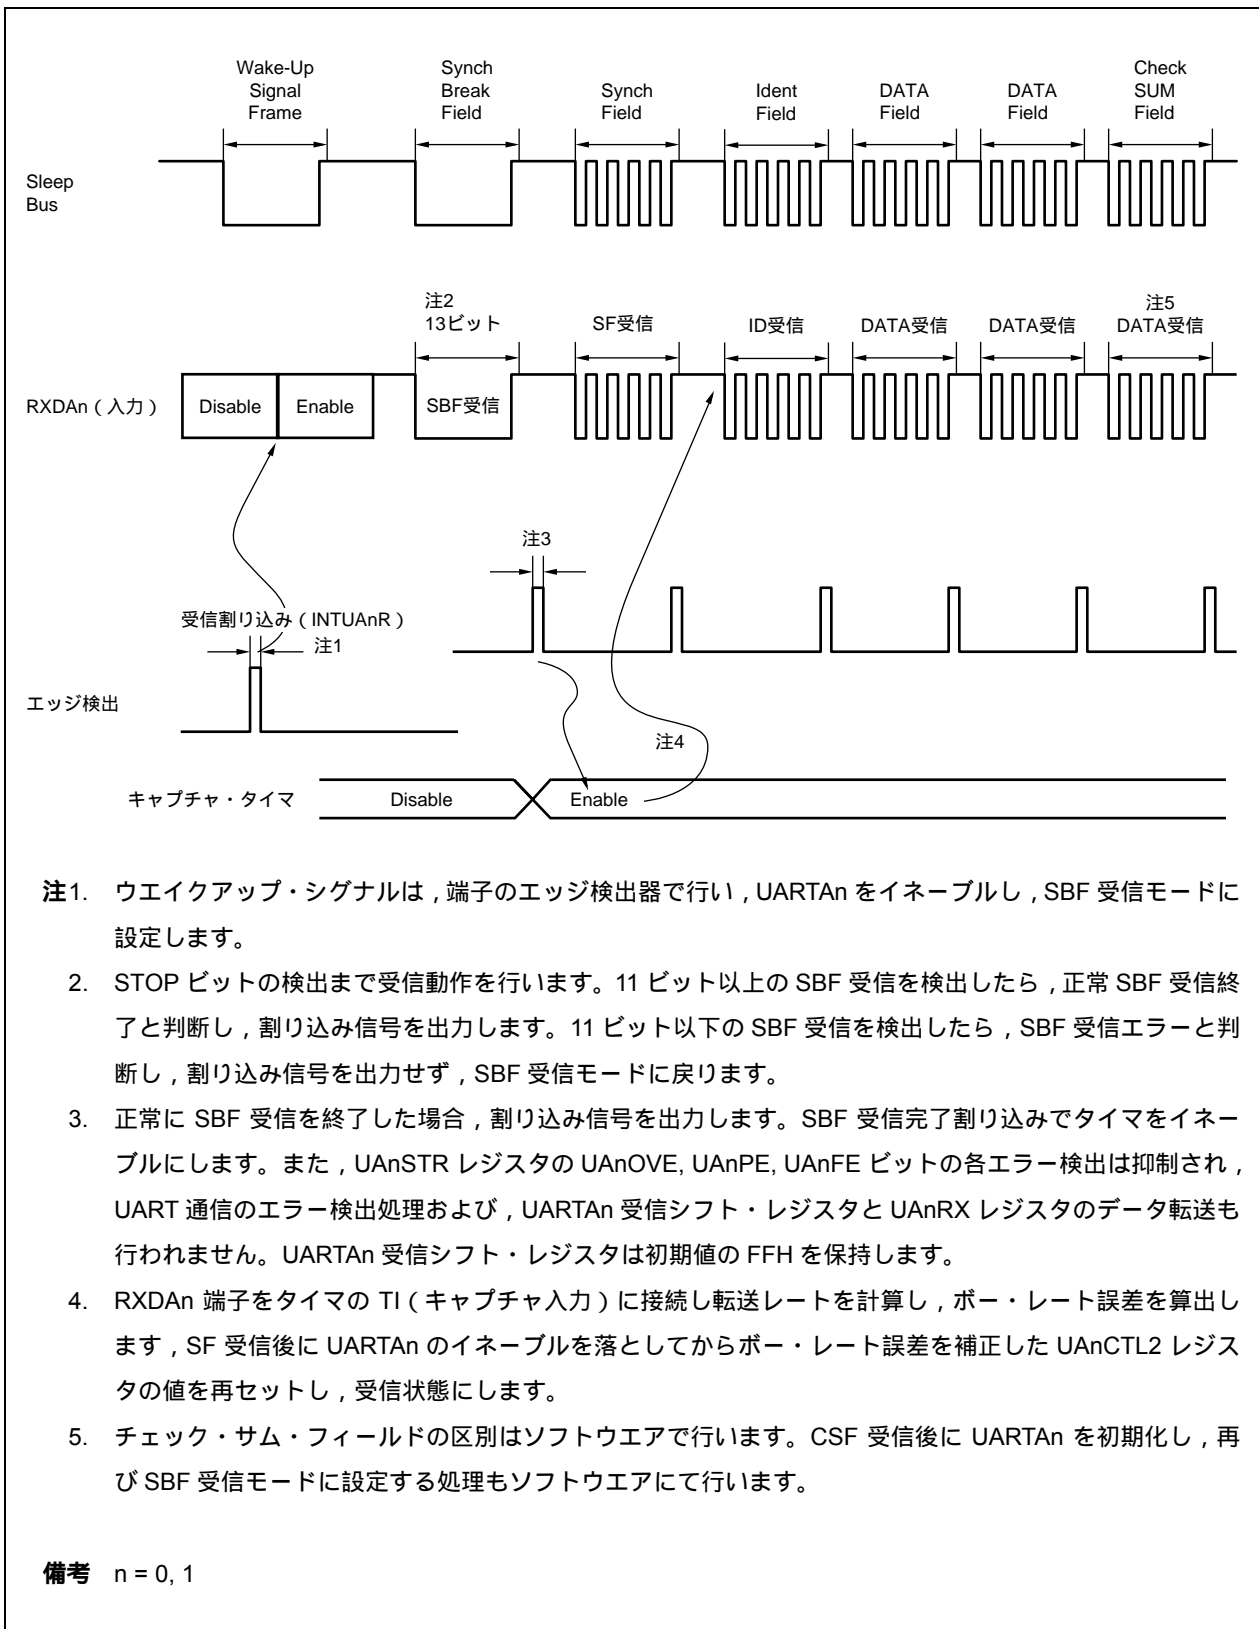 Wake-Up
Signal
Frame
Synch
Break
Field
Synch
Field
Ident
Field
DATA
Field
DATA
Field
Check
SUM
Field
Sleep
Bus
注2
13ビット
SF受信
ID受信
DATA受信
DATA受信
注5
DATA受信
RXDAn（入力）
Disable
Enable
SBF受信
注3
受信割り込み（INTUAnR）
注1
エッジ検出
注4
キャプチャ・タイマ
Disable
Enable
注1. ウエイクアップ・シグナルは，端子のエッジ検出器で行い，UARTAn をイネーブルし，SBF 受信モードに
設定します。
2. STOP ビットの検出まで受信動作を行います。11 ビット以上の SBF 受信を検出したら，正常 SBF 受信終
了と判断し，割り込み信号を出力します。11 ビット以下の SBF 受信を検出したら，SBF 受信エラーと判
断し，割り込み信号を出力せず，SBF 受信モードに戻ります。
3. 正常に SBF 受信を終了した場合，割り込み信号を出力します。SBF 受信完了割り込みでタイマをイネー
ブルにします。また，UAnSTR レジスタの UAnOVE, UAnPE, UAnFE ビットの各エラー検出は抑制され，
UART 通信のエラー検出処理および，UARTAn 受信シフト・レジスタと UAnRX レジスタのデータ転送も
行われません。UARTAn 受信シフト・レジスタは初期値の FFH を保持します。
4. RXDAn 端子をタイマの TI（キャプチャ入力）に接続し転送レートを計算し，ボー・レート誤差を算出し
ます，SF 受信後に UARTAn のイネーブルを落としてからボー・レート誤差を補正した UAnCTL2 レジス
タの値を再セットし，受信状態にします。
5. チェック・サム・フィールドの区別はソフトウエアで行います。CSF 受信後に UARTAn を初期化し，再
び SBF 受信モードに設定する処理もソフトウエアにて行います。
備考 n = 0, 1